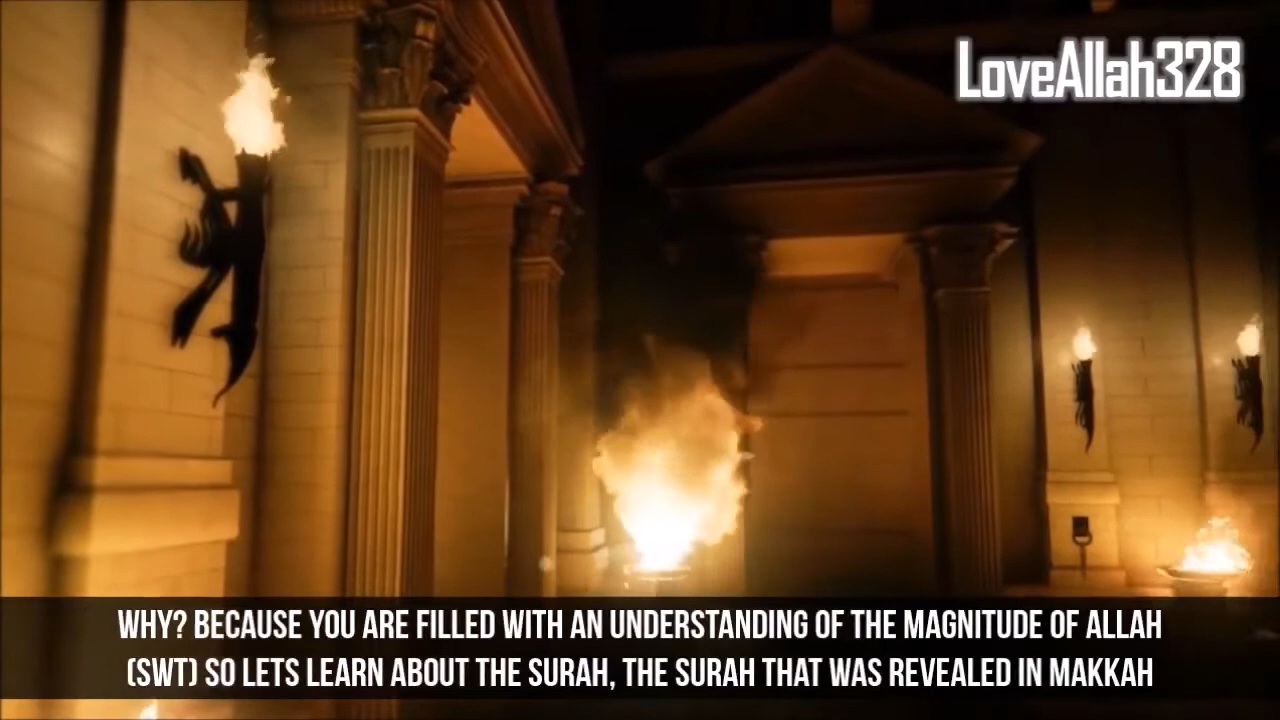 LoveAllah328
WHY? BECAUSE YOU ARE FILLED WITH AN UNDERSTANDING OF THE MAGNITUDE OF ALLAH
(SWT) SO LETS LEARN ABOUT THE SURAH, THE SURAH THAT WAS REVEALED IN MAKKAH